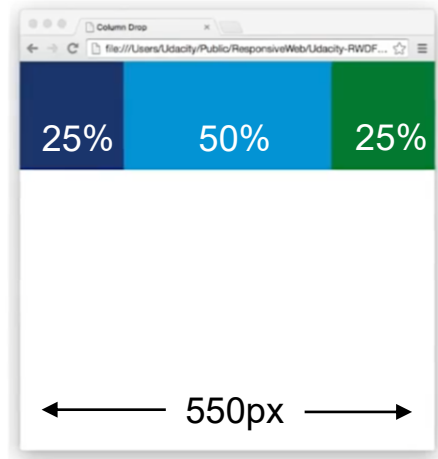 Column Drop
file:///Users/Udacity/Public/ResponsiveWeb/Udacity-RWDF...
25% 50% 25%
550px